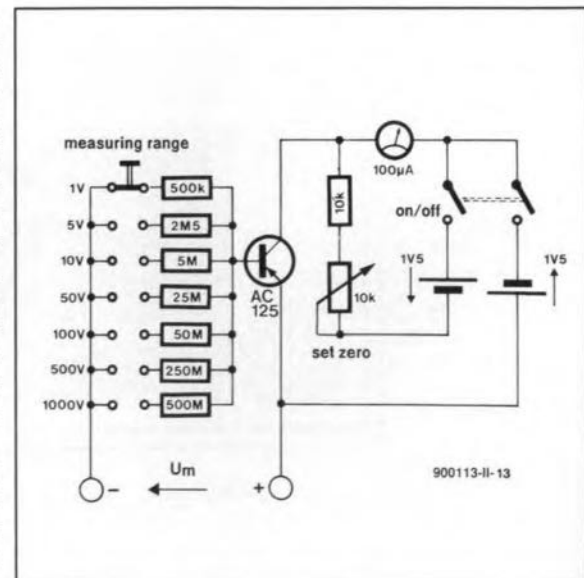 measuring range
1V 500k
5V 2M5
10V 5M
50V 25M
100V 50M
500V 250M
1000V 500M
AC
125
10k
10k
set zero
100µA
on/off
1V5
1V5
Um
-
+
900113-II-13